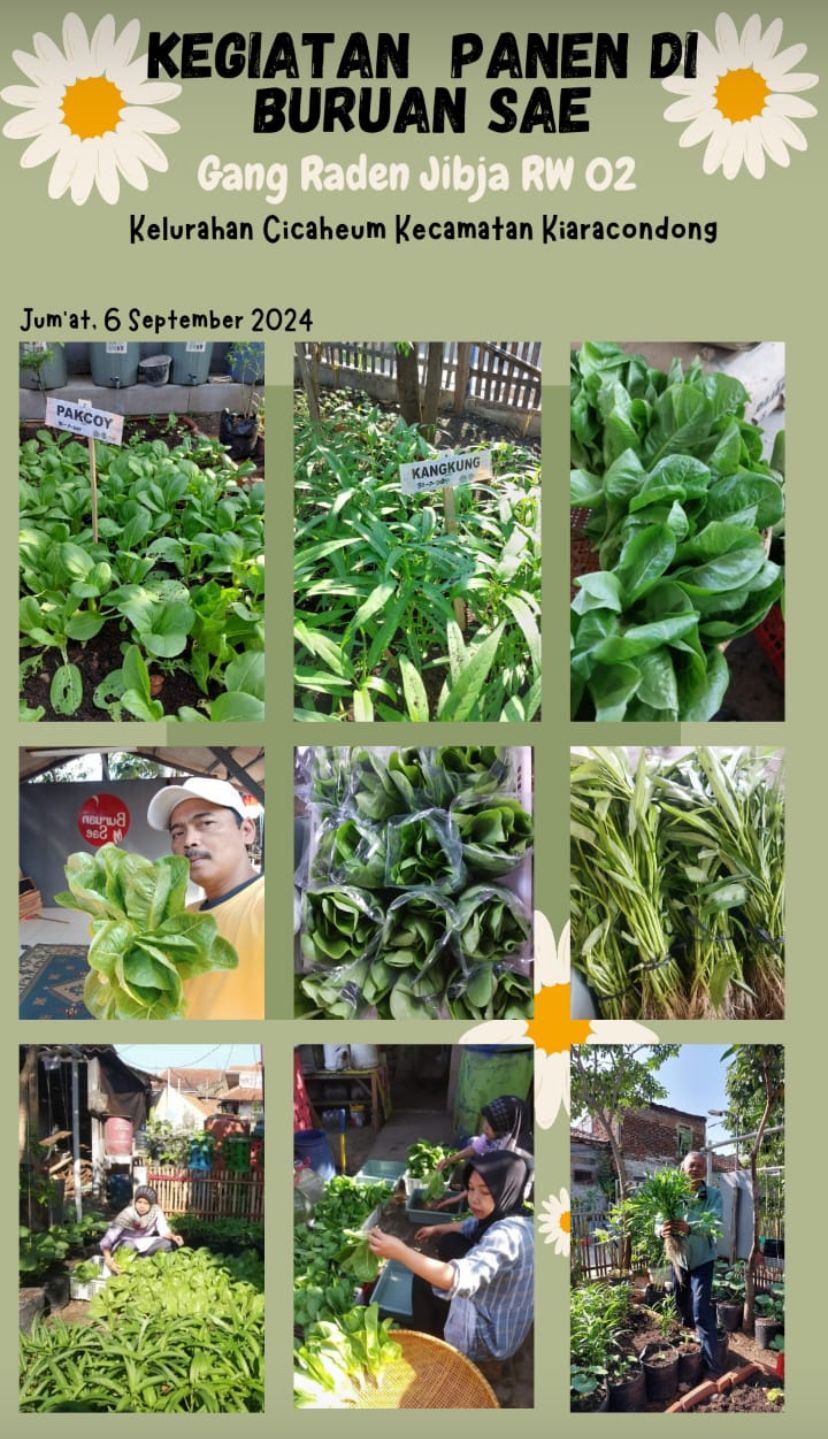 KEGIATAN PANEN DI
BURUAN SAE
Gang Raden Jibja RW 02
Kelurahan Cicaheum Kecamatan Kiaracondong
Jum'at, 6 September 2024
PAKCOY
KANGKUNG
Buruan
Sae